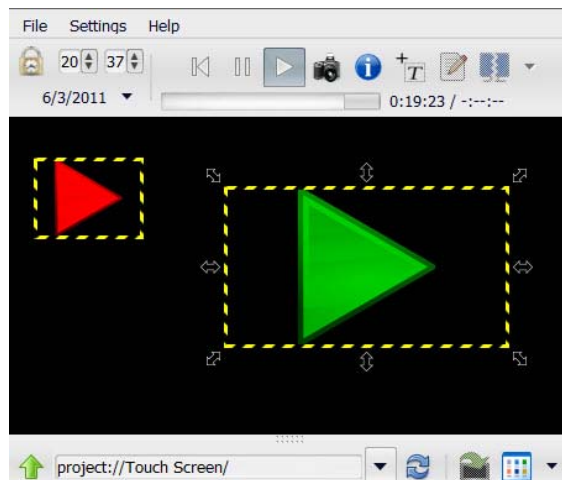 File Settings Help
20 37
+T
6/3/2011
0:19:23 / -:--:--
project://Touch Screen/